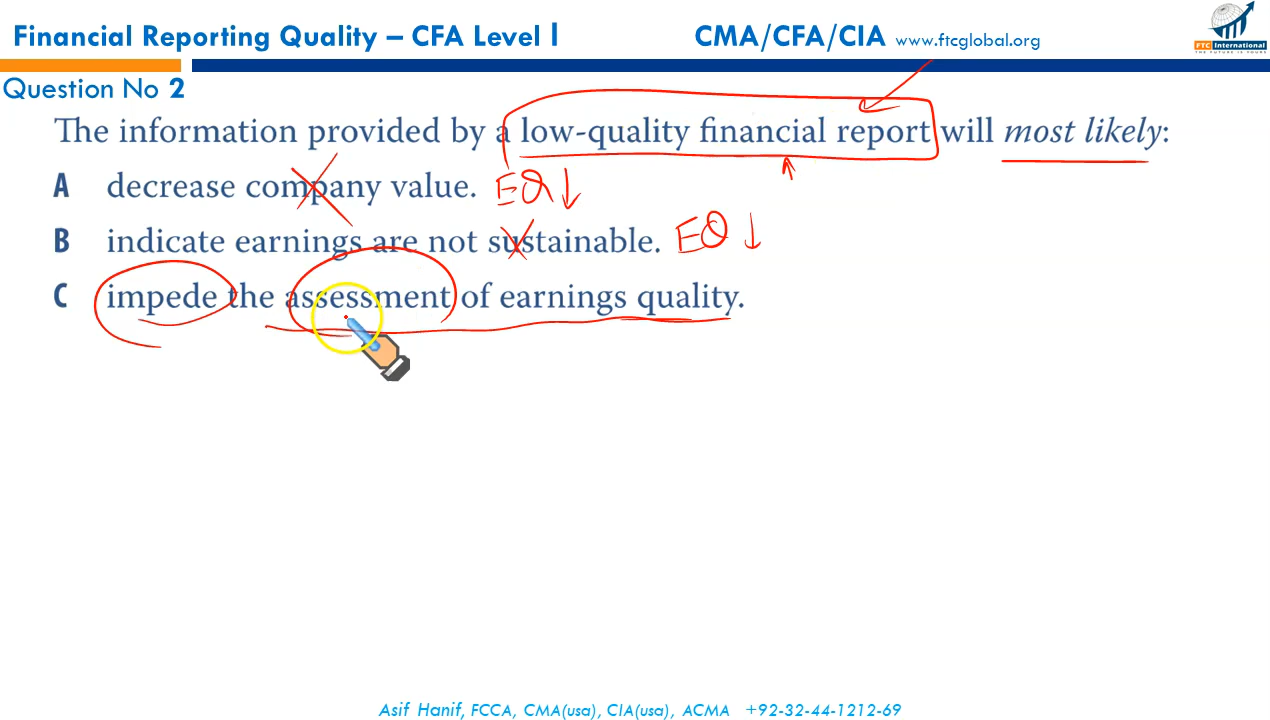 Financial Reporting Quality – CFA Level I CMA/CFA/CIA www.ftcglobal.org
FTC International
Question No 2
The information provided by a low-quality financial report will most likely:
A decrease company value. EQ ↓
B indicate earnings are not sustainable. EQ ↓
C impede the assessment of earnings quality.
Asif Hanif, FCCA, CMA(usa), CIA(usa), ACMA +92-32-44-1212-69